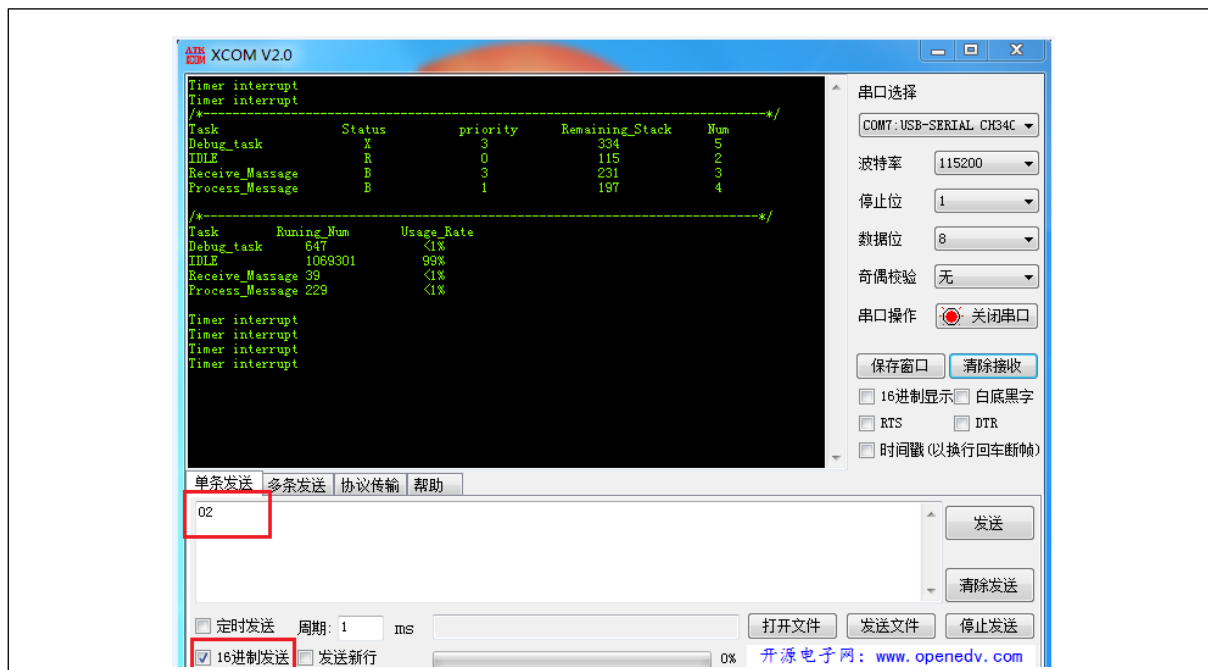 ATK XCOM XCOM V2.0
Timer interrupt
Timer interrupt
/*-----------------------------------------------------------------------------*/
Task Status priority Remaining_Stack Num
Debug_task X 3 334 5
IDLE R 0 115 2
Receive_Massage B 3 231 3
Process_Message B 1 197 4
/*----------------------------------------------------------------------------*/
Task Runing_Num Usage_Rate
Debug_task 647 <1%
IDLE 1069301 99%
Receive_Massage 39 <1%
Process_Message 229 <1%
Timer interrupt
Timer interrupt
Timer interrupt
Timer interrupt
串口选择
COM7:USB-SERIAL CH340
波特率 115200
停止位 1
数据位 8
奇偶校验 无
串口操作 关闭串口
保存窗口 清除接收
16进制显示 白底黑字
RTS DTR
时间戳(以换行回车断帧)
单条发送 多条发送 协议传输 帮助
02
发送
清除发送
定时发送 周期: 1 ms 打开文件 发送文件 停止发送
16进制发送 发送新行 0% 开源电子网: www.openedv.com